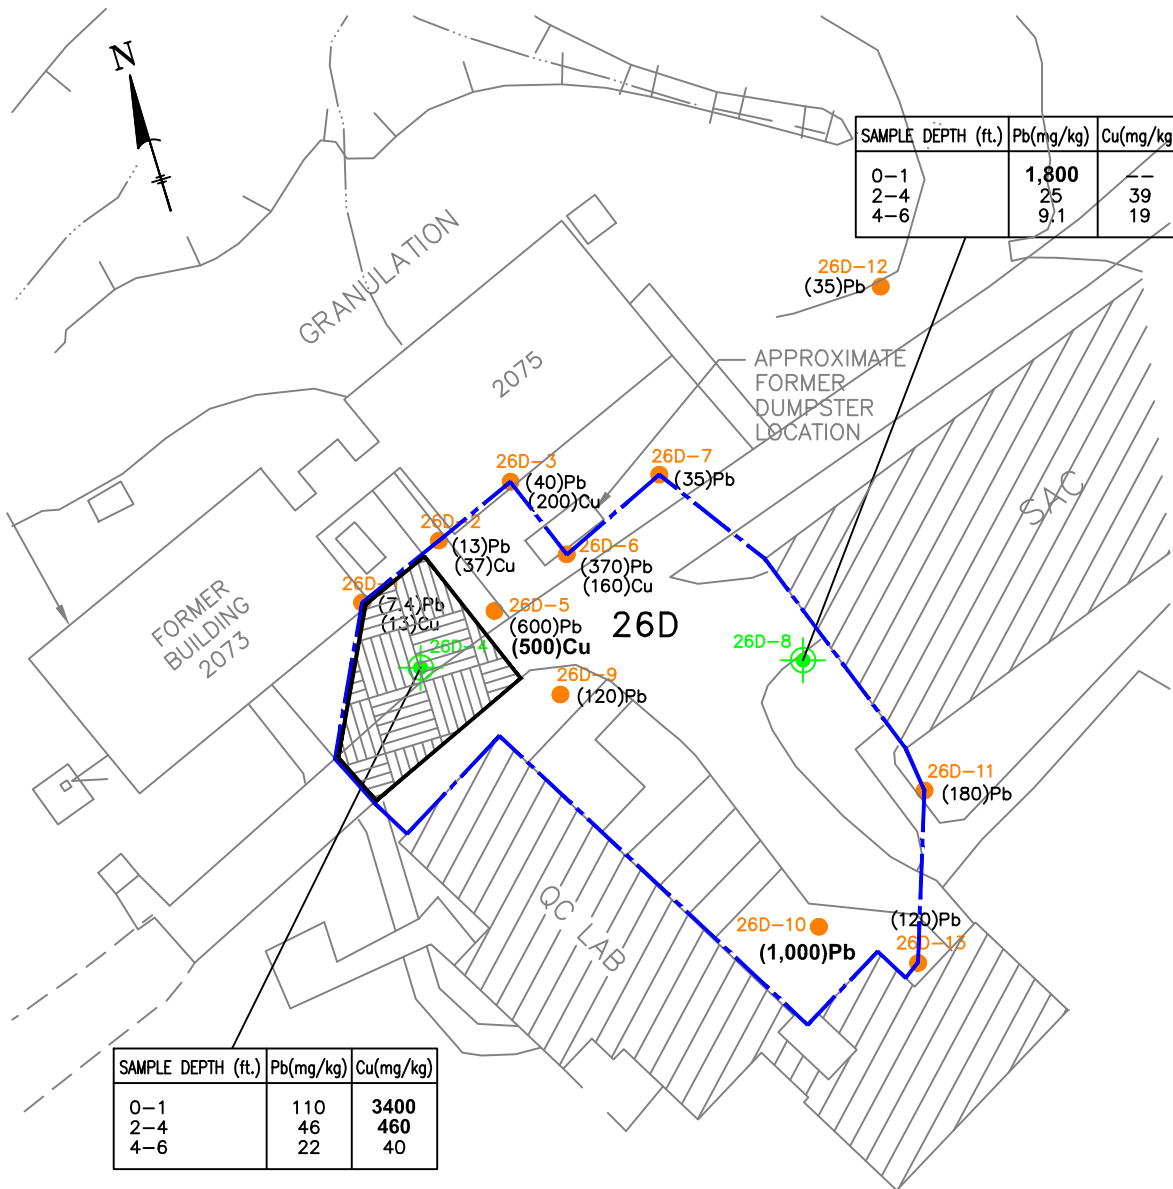 N
SAMPLE DEPTH (ft.) Pb(mg/kg) Cu(mg/kg
0-1 1,800 --
2-4 25 39
4-6 9.1 19
26D-12
(35)Pb
GRANULATION
2075
APPROXIMATE
FORMER
DUMPSTER
LOCATION
26D-3
(40)Pb
(200)Cu
26D-7
(35)Pb
SAC
26D-2
(13)Pb
(37)Cu
26D-6
(370)Pb
(160)Cu
26D-1
(7.4)Pb
(13)Cu
26D-5
(600)Pb
(500)Cu
26D
FORMER
BUILDING
2073
26D-4
26D-8
26D-9
(120)Pb
26D-11
(180)Pb
QC LAB
26D-10
(1,000)Pb
(120)Pb
26D-13
SAMPLE DEPTH (ft.) Pb(mg/kg) Cu(mg/kg)
0-1 110 3400
2-4 46 460
4-6 22 40